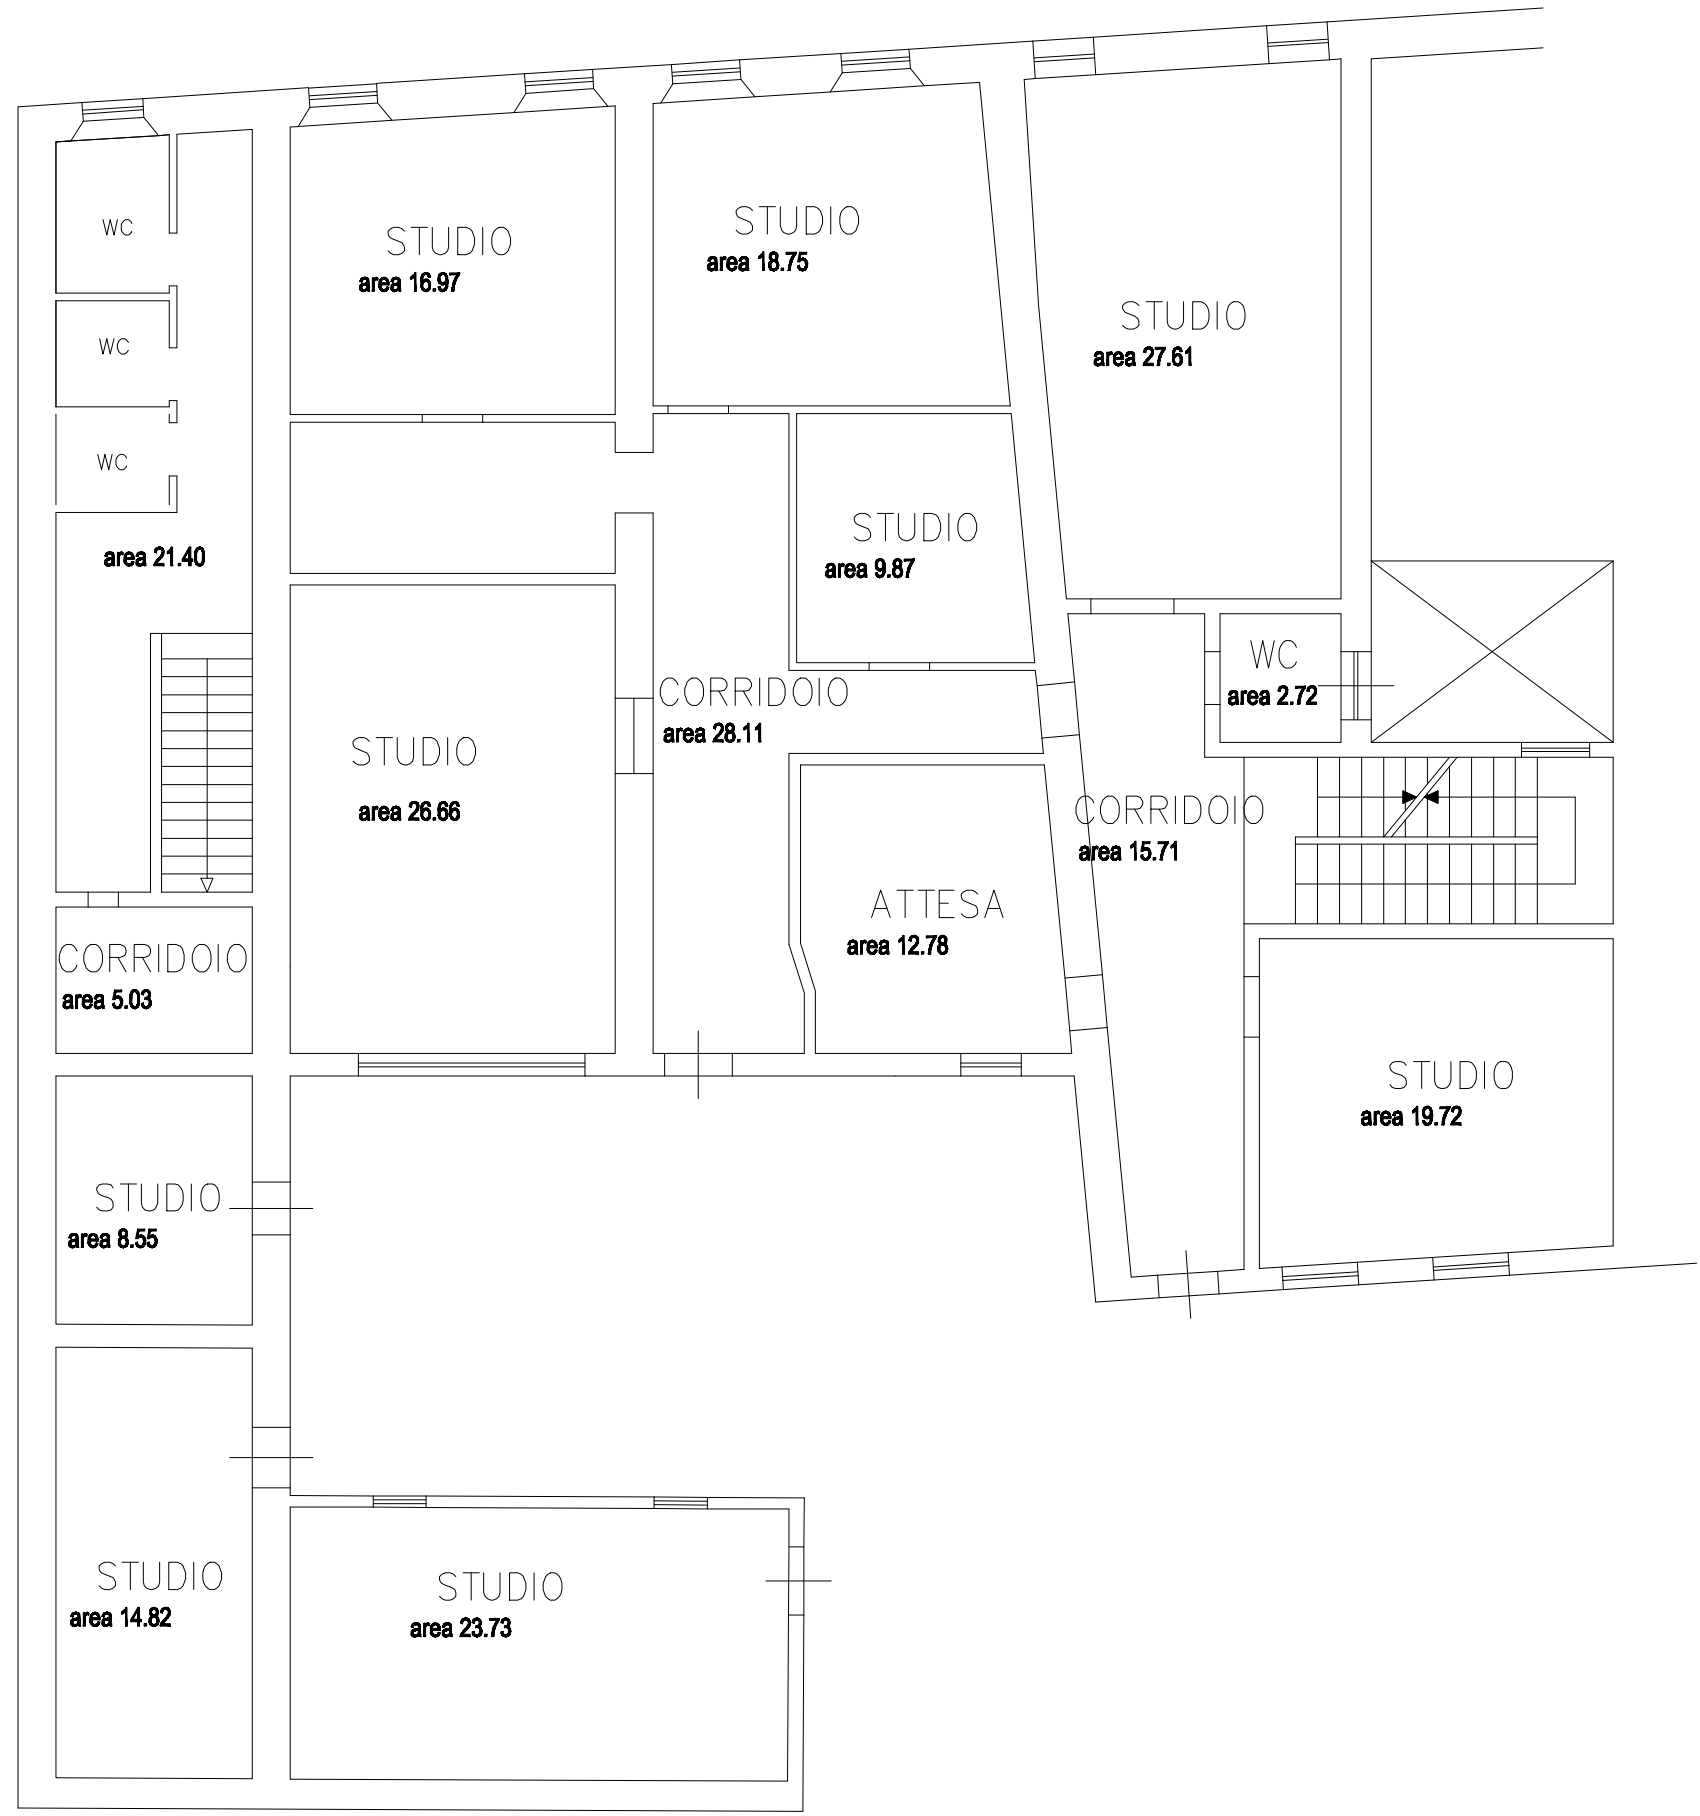 WC
STUDIO
area 16.97
STUDIO
area 18.75
STUDIO
area 27.61
WC
WC
area 21.40
STUDIO
area 9.87
WC
area 2.72
CORRIDOIO
area 28.11
STUDIO
area 26.66
CORRIDOIO
area 15.71
ATTESA
area 12.78
CORRIDOIO
area 5.03
STUDIO
area 19.72
STUDIO
area 8.55
STUDIO
area 14.82
STUDIO
area 23.73